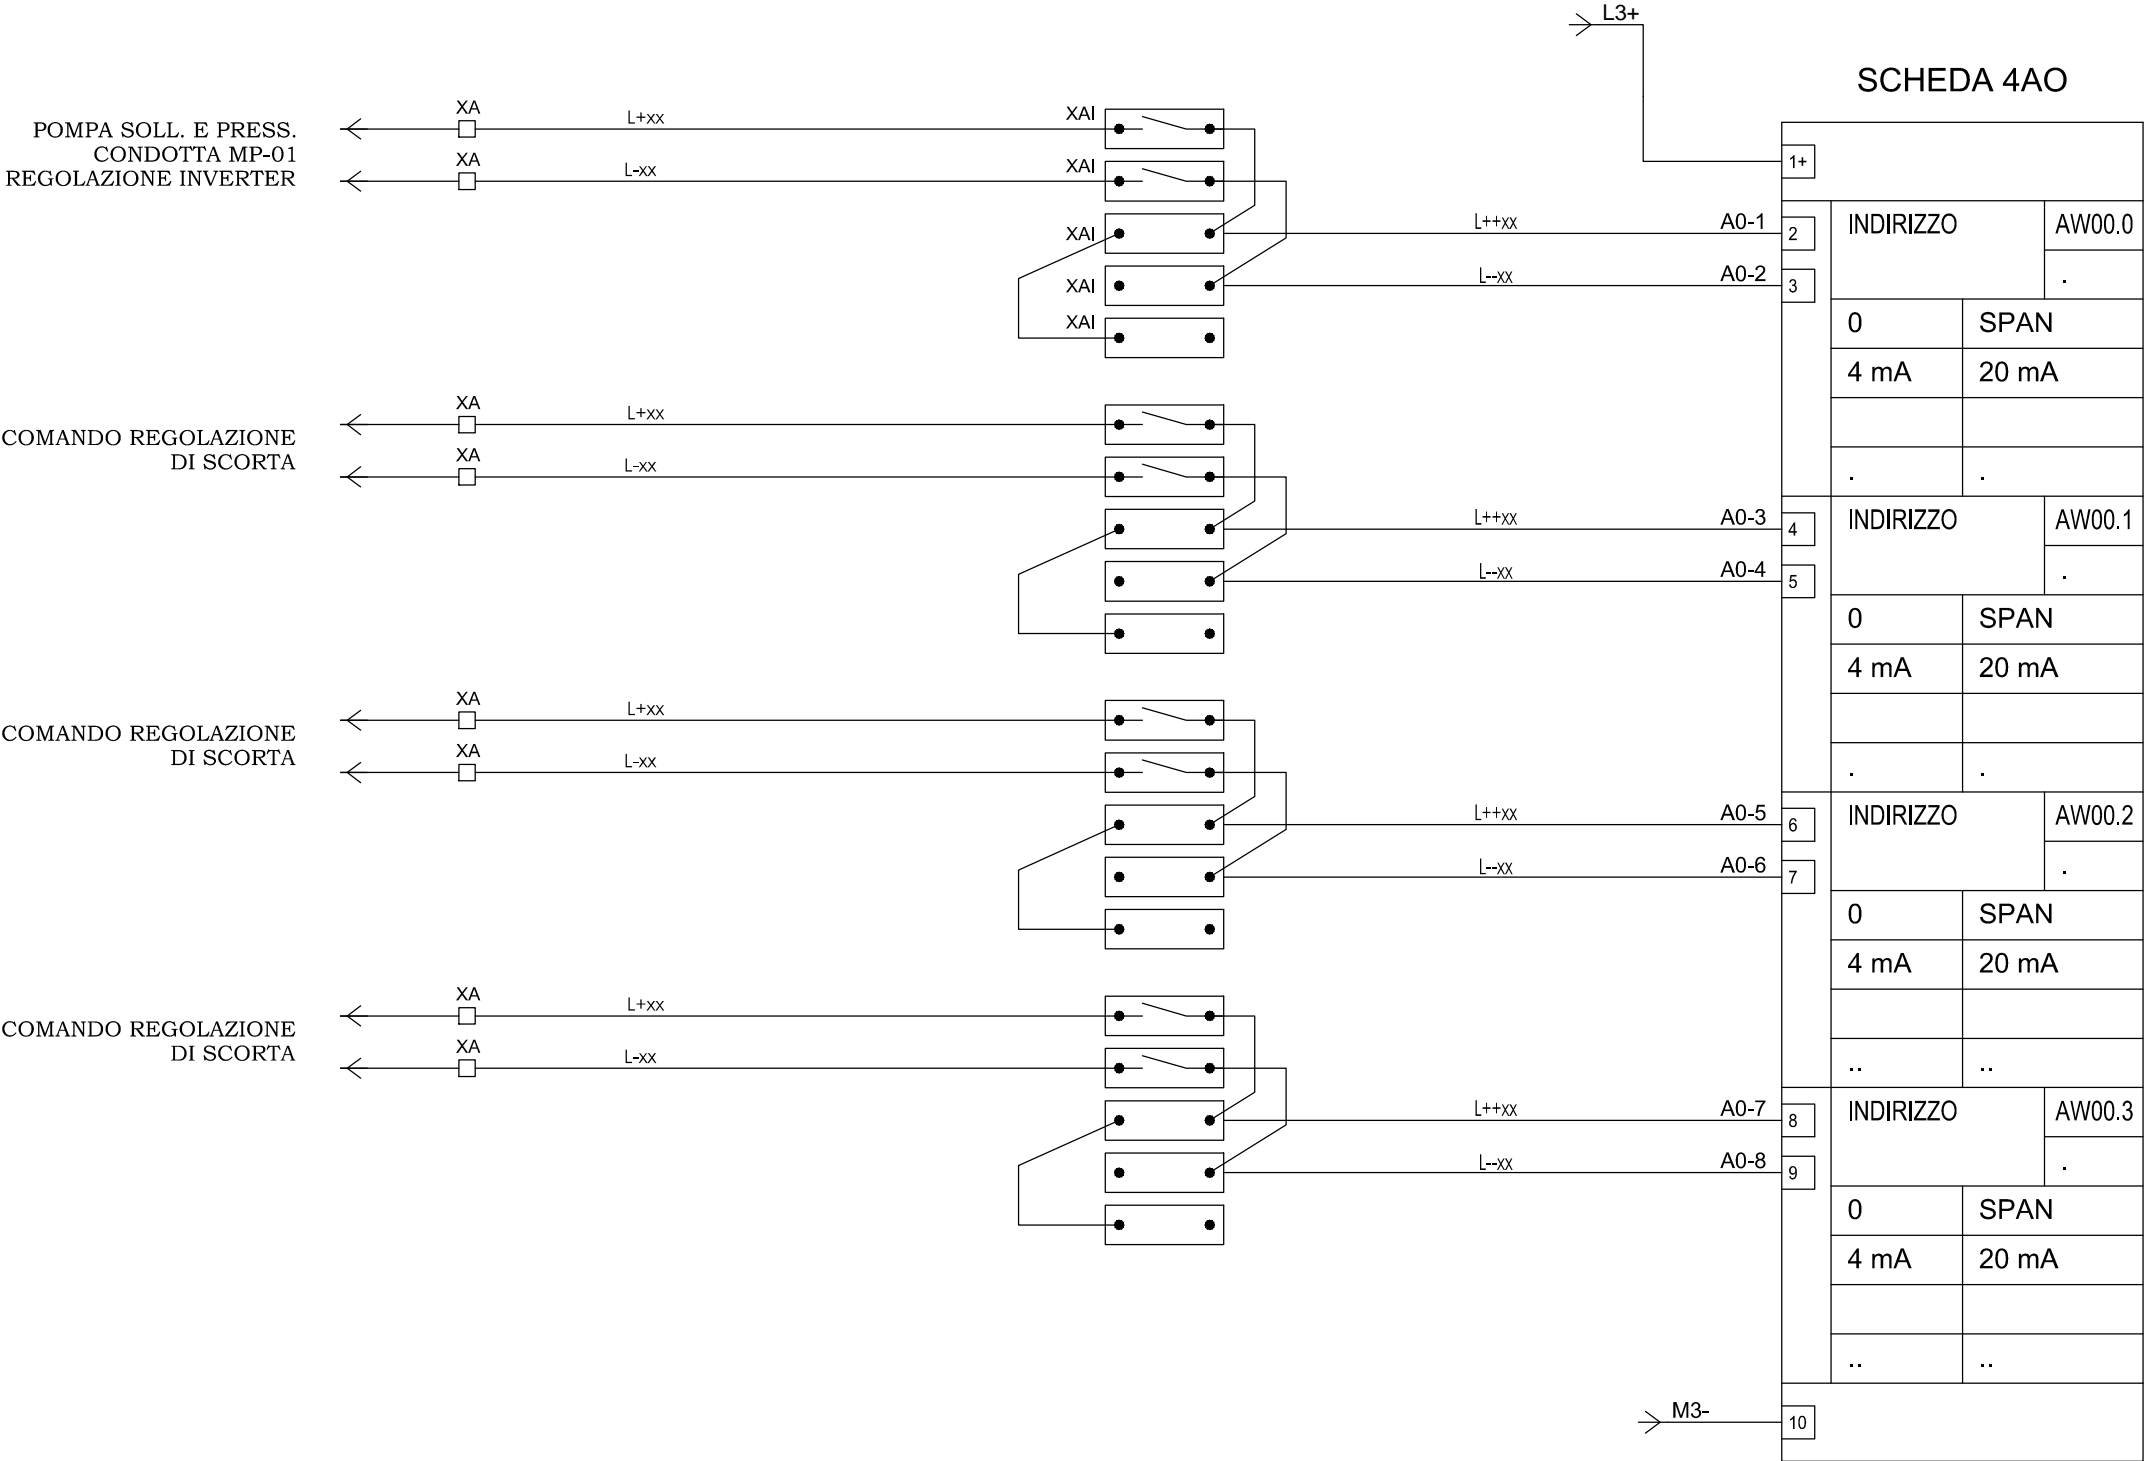 L3+
SCHEDA 4AO
POMPA SOLL. E PRESS.
CONDOTTA MP-01
REGOLAZIONE INVERTER
XA
L+xx
XAI
XA
L-xx
XAI
1+
XAI
L++xx
A0-1
2
INDIRIZZO
AW00.0
XAI
L--xx
A0-2
3
.
XAI
0
SPAN
4 mA
20 mA
.
.
COMANDO REGOLAZIONE
DI SCORTA
XA
L+xx
XA
L-xx
L++xx
A0-3
4
INDIRIZZO
AW00.1
L--xx
A0-4
5
.
0
SPAN
4 mA
20 mA
.
.
COMANDO REGOLAZIONE
DI SCORTA
XA
L+xx
XA
L-xx
L++xx
A0-5
6
INDIRIZZO
AW00.2
L--xx
A0-6
7
.
0
SPAN
4 mA
20 mA
..
..
COMANDO REGOLAZIONE
DI SCORTA
XA
L+xx
XA
L-xx
L++xx
A0-7
8
INDIRIZZO
AW00.3
L--xx
A0-8
9
.
0
SPAN
4 mA
20 mA
..
..
M3-
10